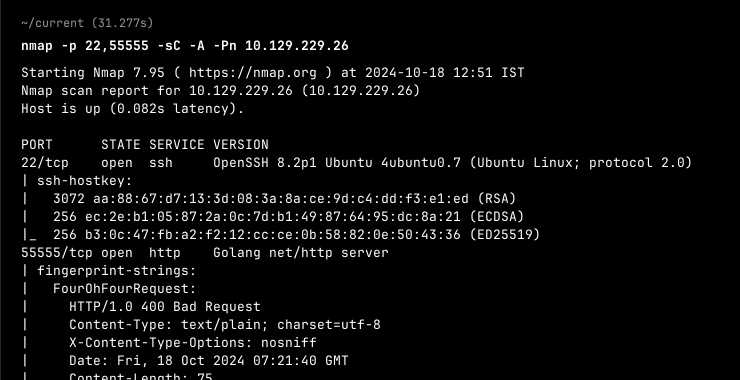 ~/current (31.277s)
nmap -p 22,55555 -sC -A -Pn 10.129.229.26
Starting Nmap 7.95 ( https://nmap.org ) at 2024-10-18 12:51 IST
Nmap scan report for 10.129.229.26 (10.129.229.26)
Host is up (0.082s latency).
PORT      STATE SERVICE VERSION
22/tcp    open  ssh     OpenSSH 8.2p1 Ubuntu 4ubuntu0.7 (Ubuntu Linux; protocol 2.0)
| ssh-hostkey:
|   3072 aa:88:67:d7:13:3d:08:3a:8a:ce:9d:c4:dd:f3:e1:ed (RSA)
|   256 ec:2e:b1:05:87:2a:0c:7d:b1:49:87:64:95:dc:8a:21 (ECDSA)
|_  256 b3:0c:47:fb:a2:f2:12:cc:ce:0b:58:82:0e:50:43:36 (ED25519)
55555/tcp open  http    Golang net/http server
| fingerprint-strings:
|   FourOhFourRequest:
|     HTTP/1.0 400 Bad Request
|     Content-Type: text/plain; charset=utf-8
|     X-Content-Type-Options: nosniff
|     Date: Fri, 18 Oct 2024 07:21:40 GMT
|     Content-Length: 75